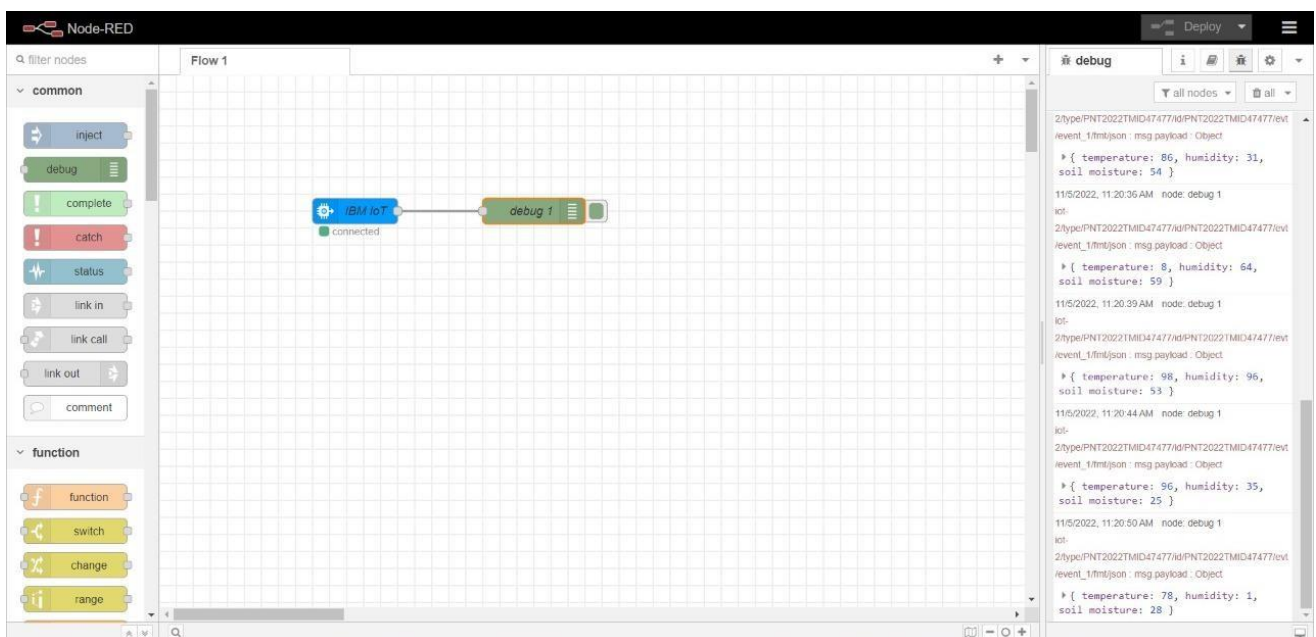 Node-RED
Deploy
filter nodes
Flow 1
debug
common
all nodes
all
inject
debug
complete
catch
status
link in
link call
link out
comment
function
function
switch
change
range
IBM IoT
connected
debug 1
2/type/PNT2022TMID47477/id/PNT2022TMID47477/evt
/event_1/fmt/json : msg.payload : Object
{ temperature: 86, humidity: 31,
soil moisture: 54 }
11/5/2022, 11:20:36 AM node: debug 1
iot-
2/type/PNT2022TMID47477/id/PNT2022TMID47477/evt
/event_1/fmt/json : msg.payload : Object
{ temperature: 8, humidity: 64,
soil moisture: 59 }
11/5/2022, 11:20:39 AM node: debug 1
iot-
2/type/PNT2022TMID47477/id/PNT2022TMID47477/evt
/event_1/fmt/json : msg.payload : Object
{ temperature: 98, humidity: 96,
soil moisture: 53 }
11/5/2022, 11:20:44 AM node: debug 1
iot-
2/type/PNT2022TMID47477/id/PNT2022TMID47477/evt
/event_1/fmt/json : msg.payload : Object
{ temperature: 96, humidity: 35,
soil moisture: 25 }
11/5/2022, 11:20:50 AM node: debug 1
iot-
2/type/PNT2022TMID47477/id/PNT2022TMID47477/evt
/event_1/fmt/json : msg.payload : Object
{ temperature: 78, humidity: 1,
soil moisture: 28 }